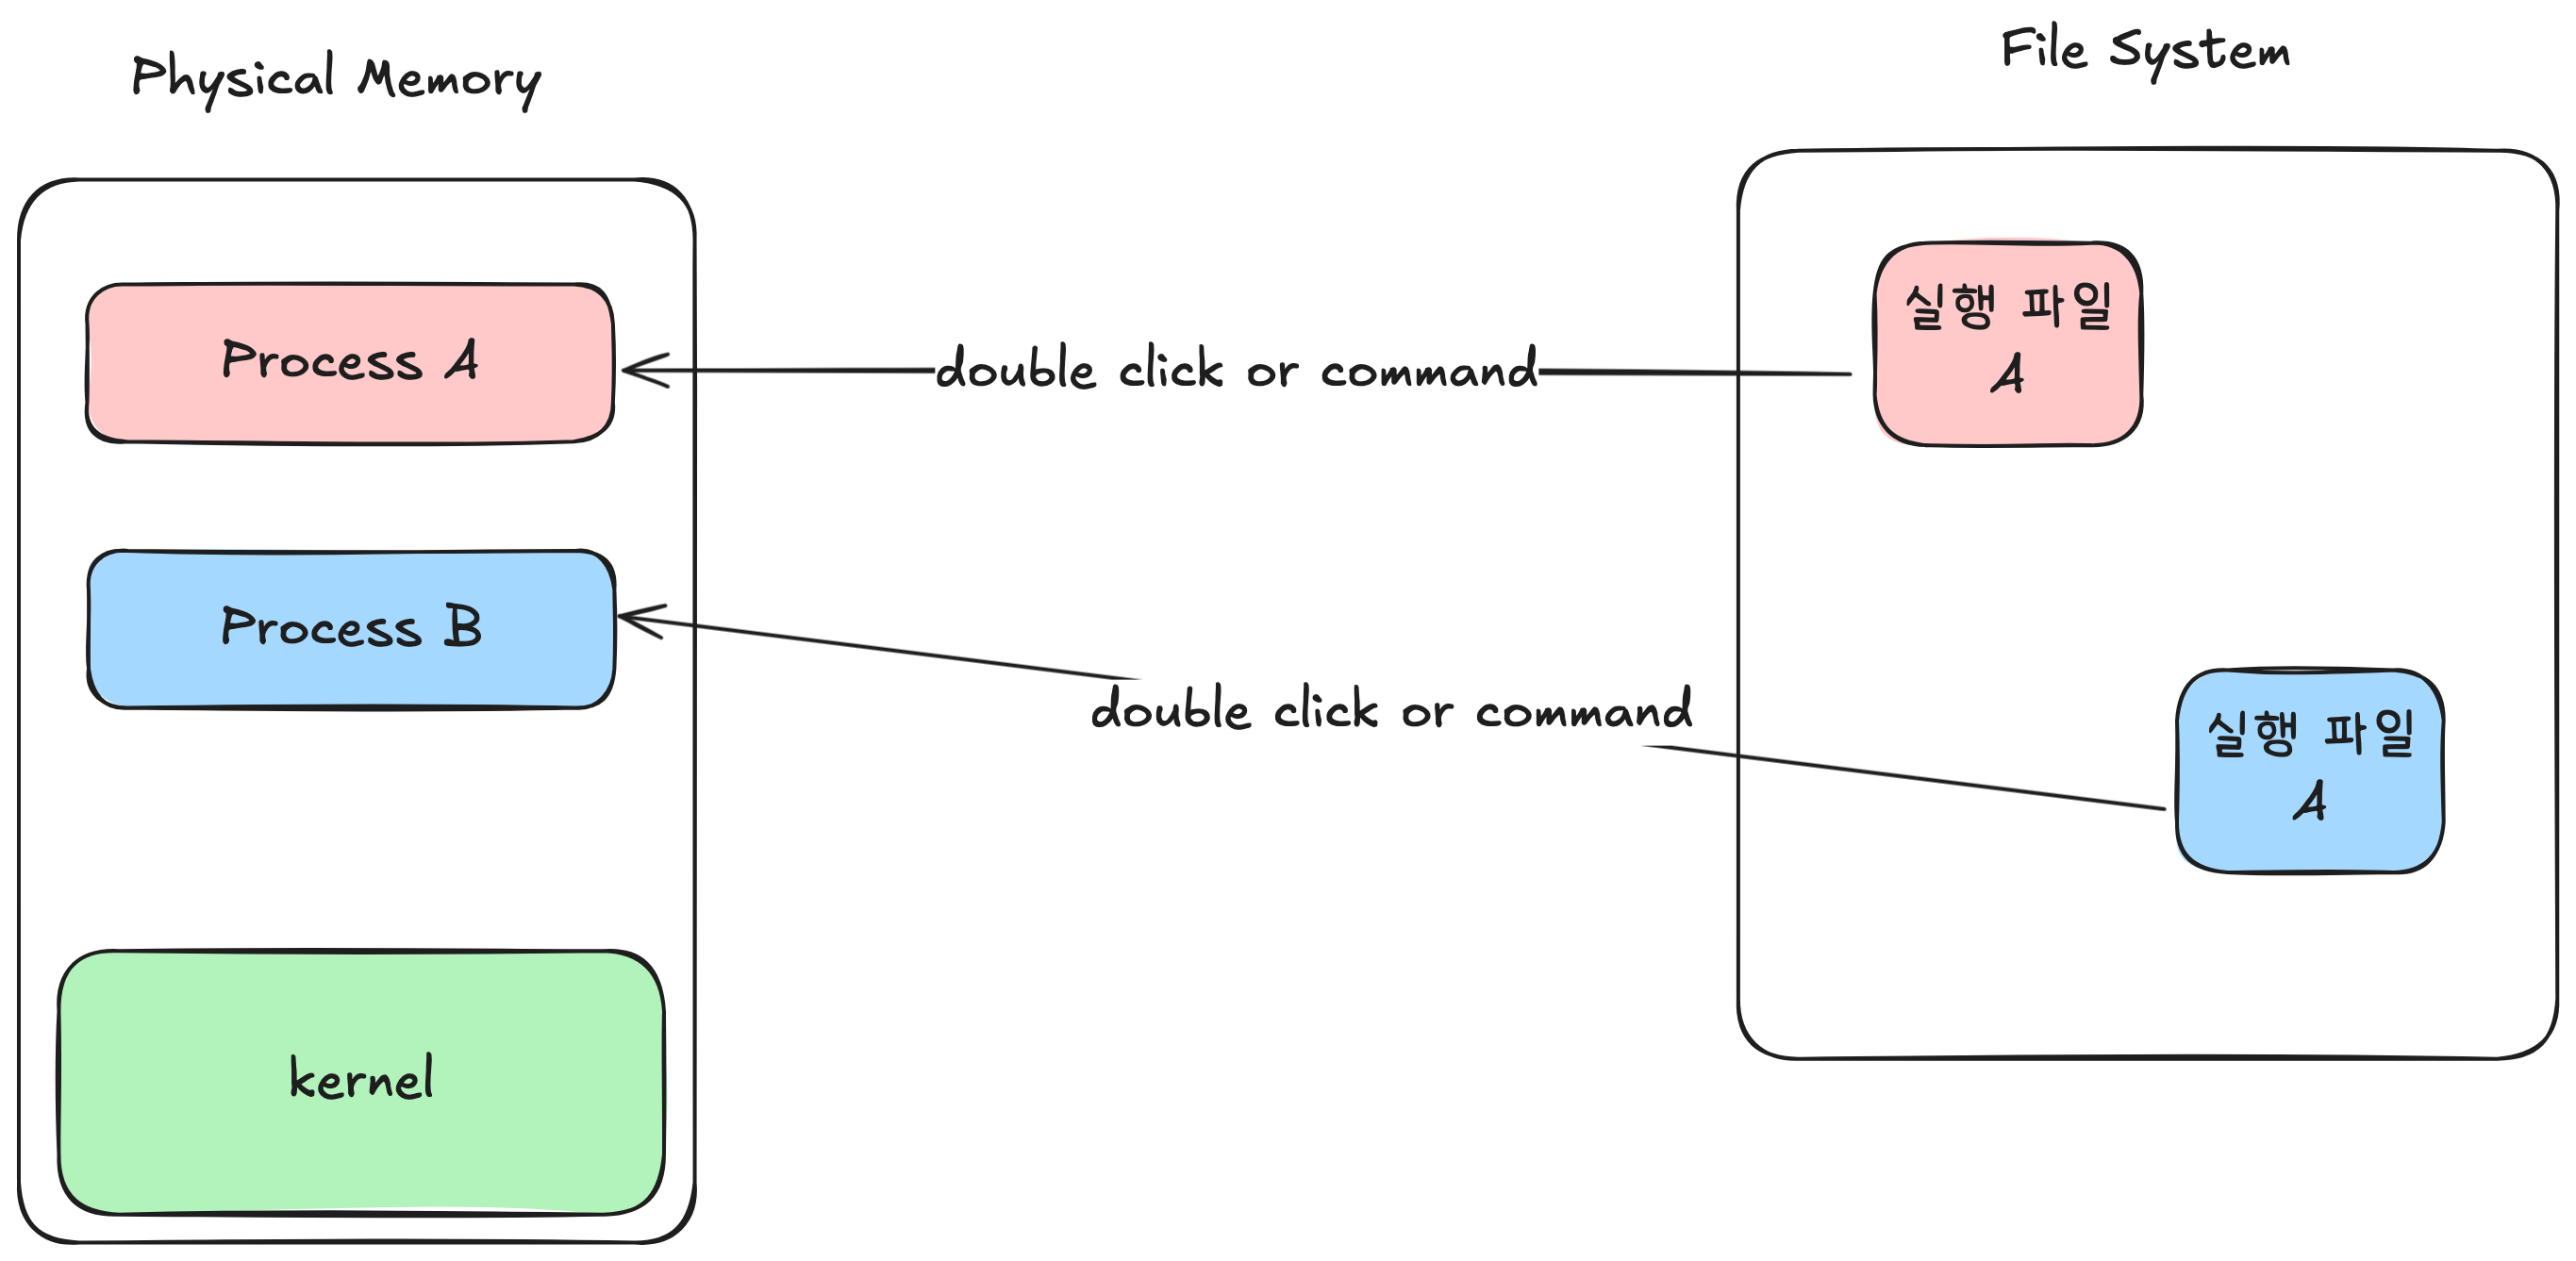 Physical Memory
File System
실행 파일
A
Process A
double click or command
Process B
double click or command
실행 파일
A
kernel